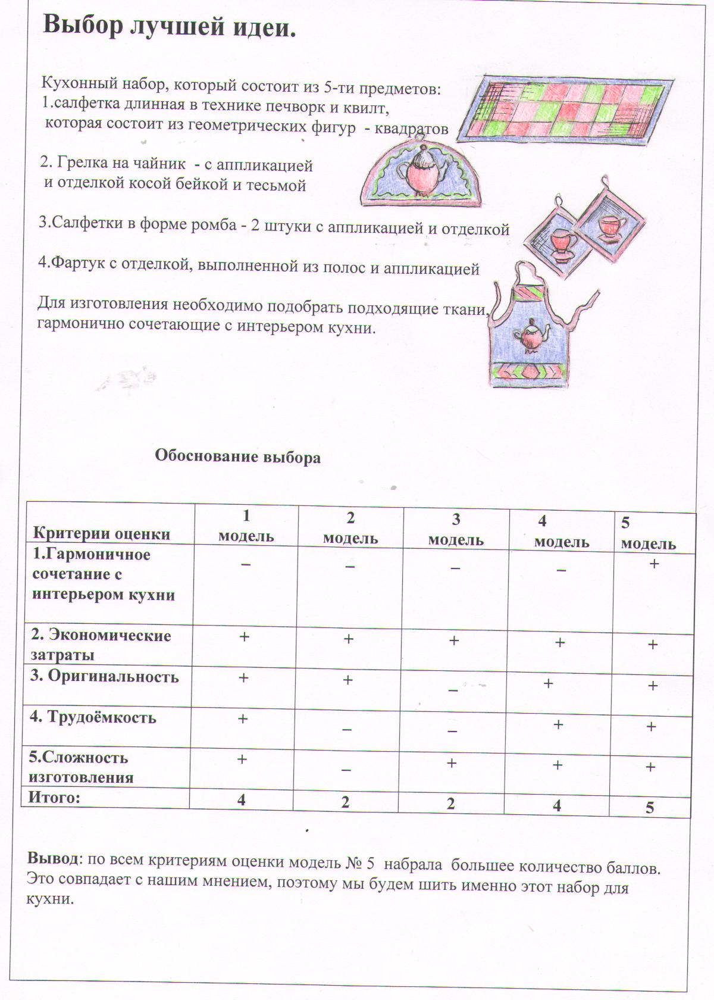 Выбор лучшей идеи.
Кухонный набор, который состоит из 5-ти предметов:
1.салфетка длинная в технике печворк и квилт,
которая состоит из геометрических фигур - квадратов
2. Грелка на чайник - с аппликацией
и отделкой косой бейкой и тесьмой
3.Салфетки в форме ромба - 2 штуки с аппликацией и отделкой
4.Фартук с отделкой, выполненной из полос и аппликацией
Для изготовления необходимо подобрать подходящие ткани,
гармонично сочетающие с интерьером кухни.
Обоснование выбора
Критерии оценки 1 модель 2 модель 3 модель 4 модель 5 модель
1.Гармоничное сочетание с интерьером кухни – – – – +
2. Экономические затраты + + + + +
3. Оригинальность + + – + +
4. Трудоёмкость + – – + +
5.Сложность изготовления + – + + +
Итого: 4 2 2 4 5
Вывод: по всем критериям оценки модель № 5 набрала большее количество баллов.
Это совпадает с нашим мнением, поэтому мы будем шить именно этот набор для
кухни.